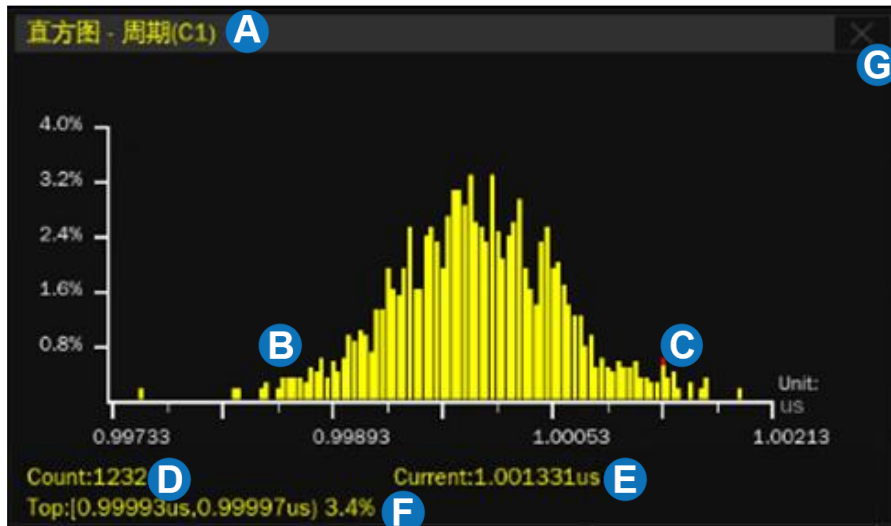 直方图 - 周期(C1) A
G
4.0%
3.2%
2.4%
1.6%
0.8%
B
C
Unit:
us
0.99733 0.99893 1.00053 1.00213
Count:1232 D Current:1.001331us E
Top:[0.99993us,0.99997us) 3.4% F